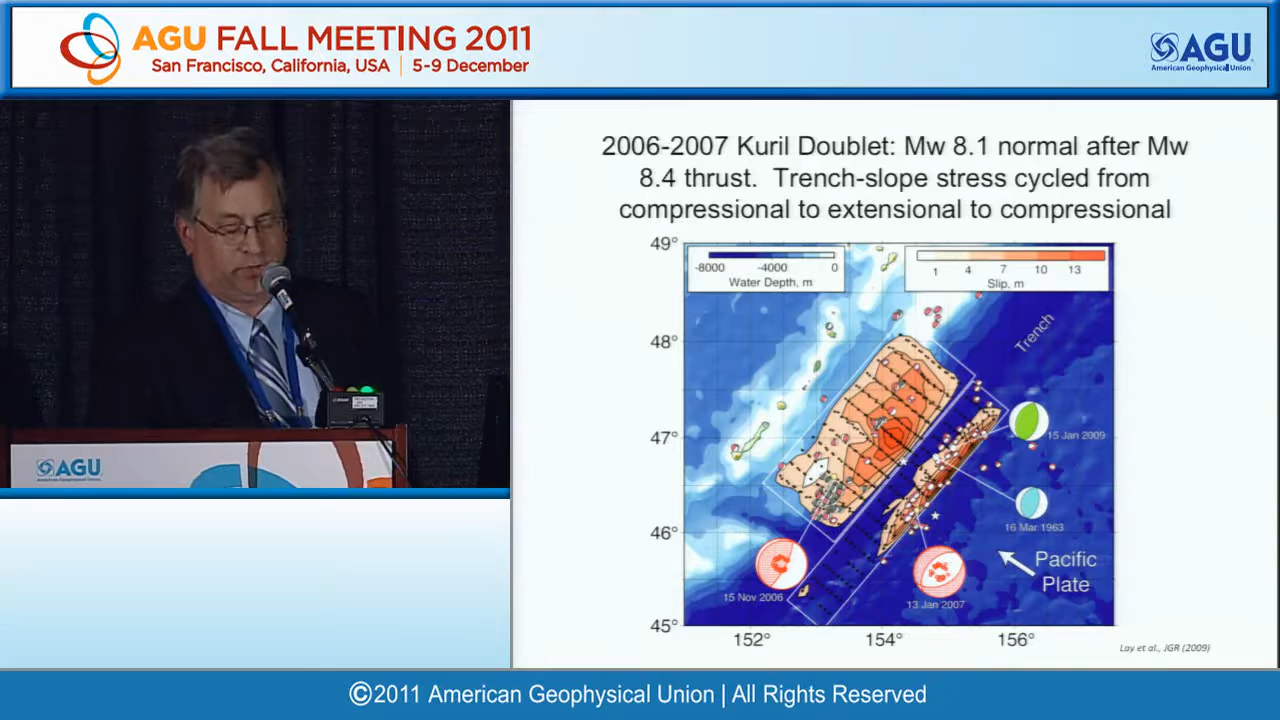 AGU FALL MEETING 2011
San Francisco, California, USA | 5-9 December
AGU
American Geophysical Union
AGU
American Geophysical Union
2006-2007 Kuril Doublet: Mw 8.1 normal after Mw
8.4 thrust. Trench-slope stress cycled from
compressional to extensional to compressional
49°
48°
47°
46°
45°
152°
154°
156°
-8000 -4000 0
Water Depth, m
1 4 7 10 13
Slip, m
Trench
15 Jan 2009
16 Mar 1963
Pacific
Plate
15 Nov 2006
13 Jan 2007
Lay et al., JGR (2009)
©2011 American Geophysical Union | All Rights Reserved